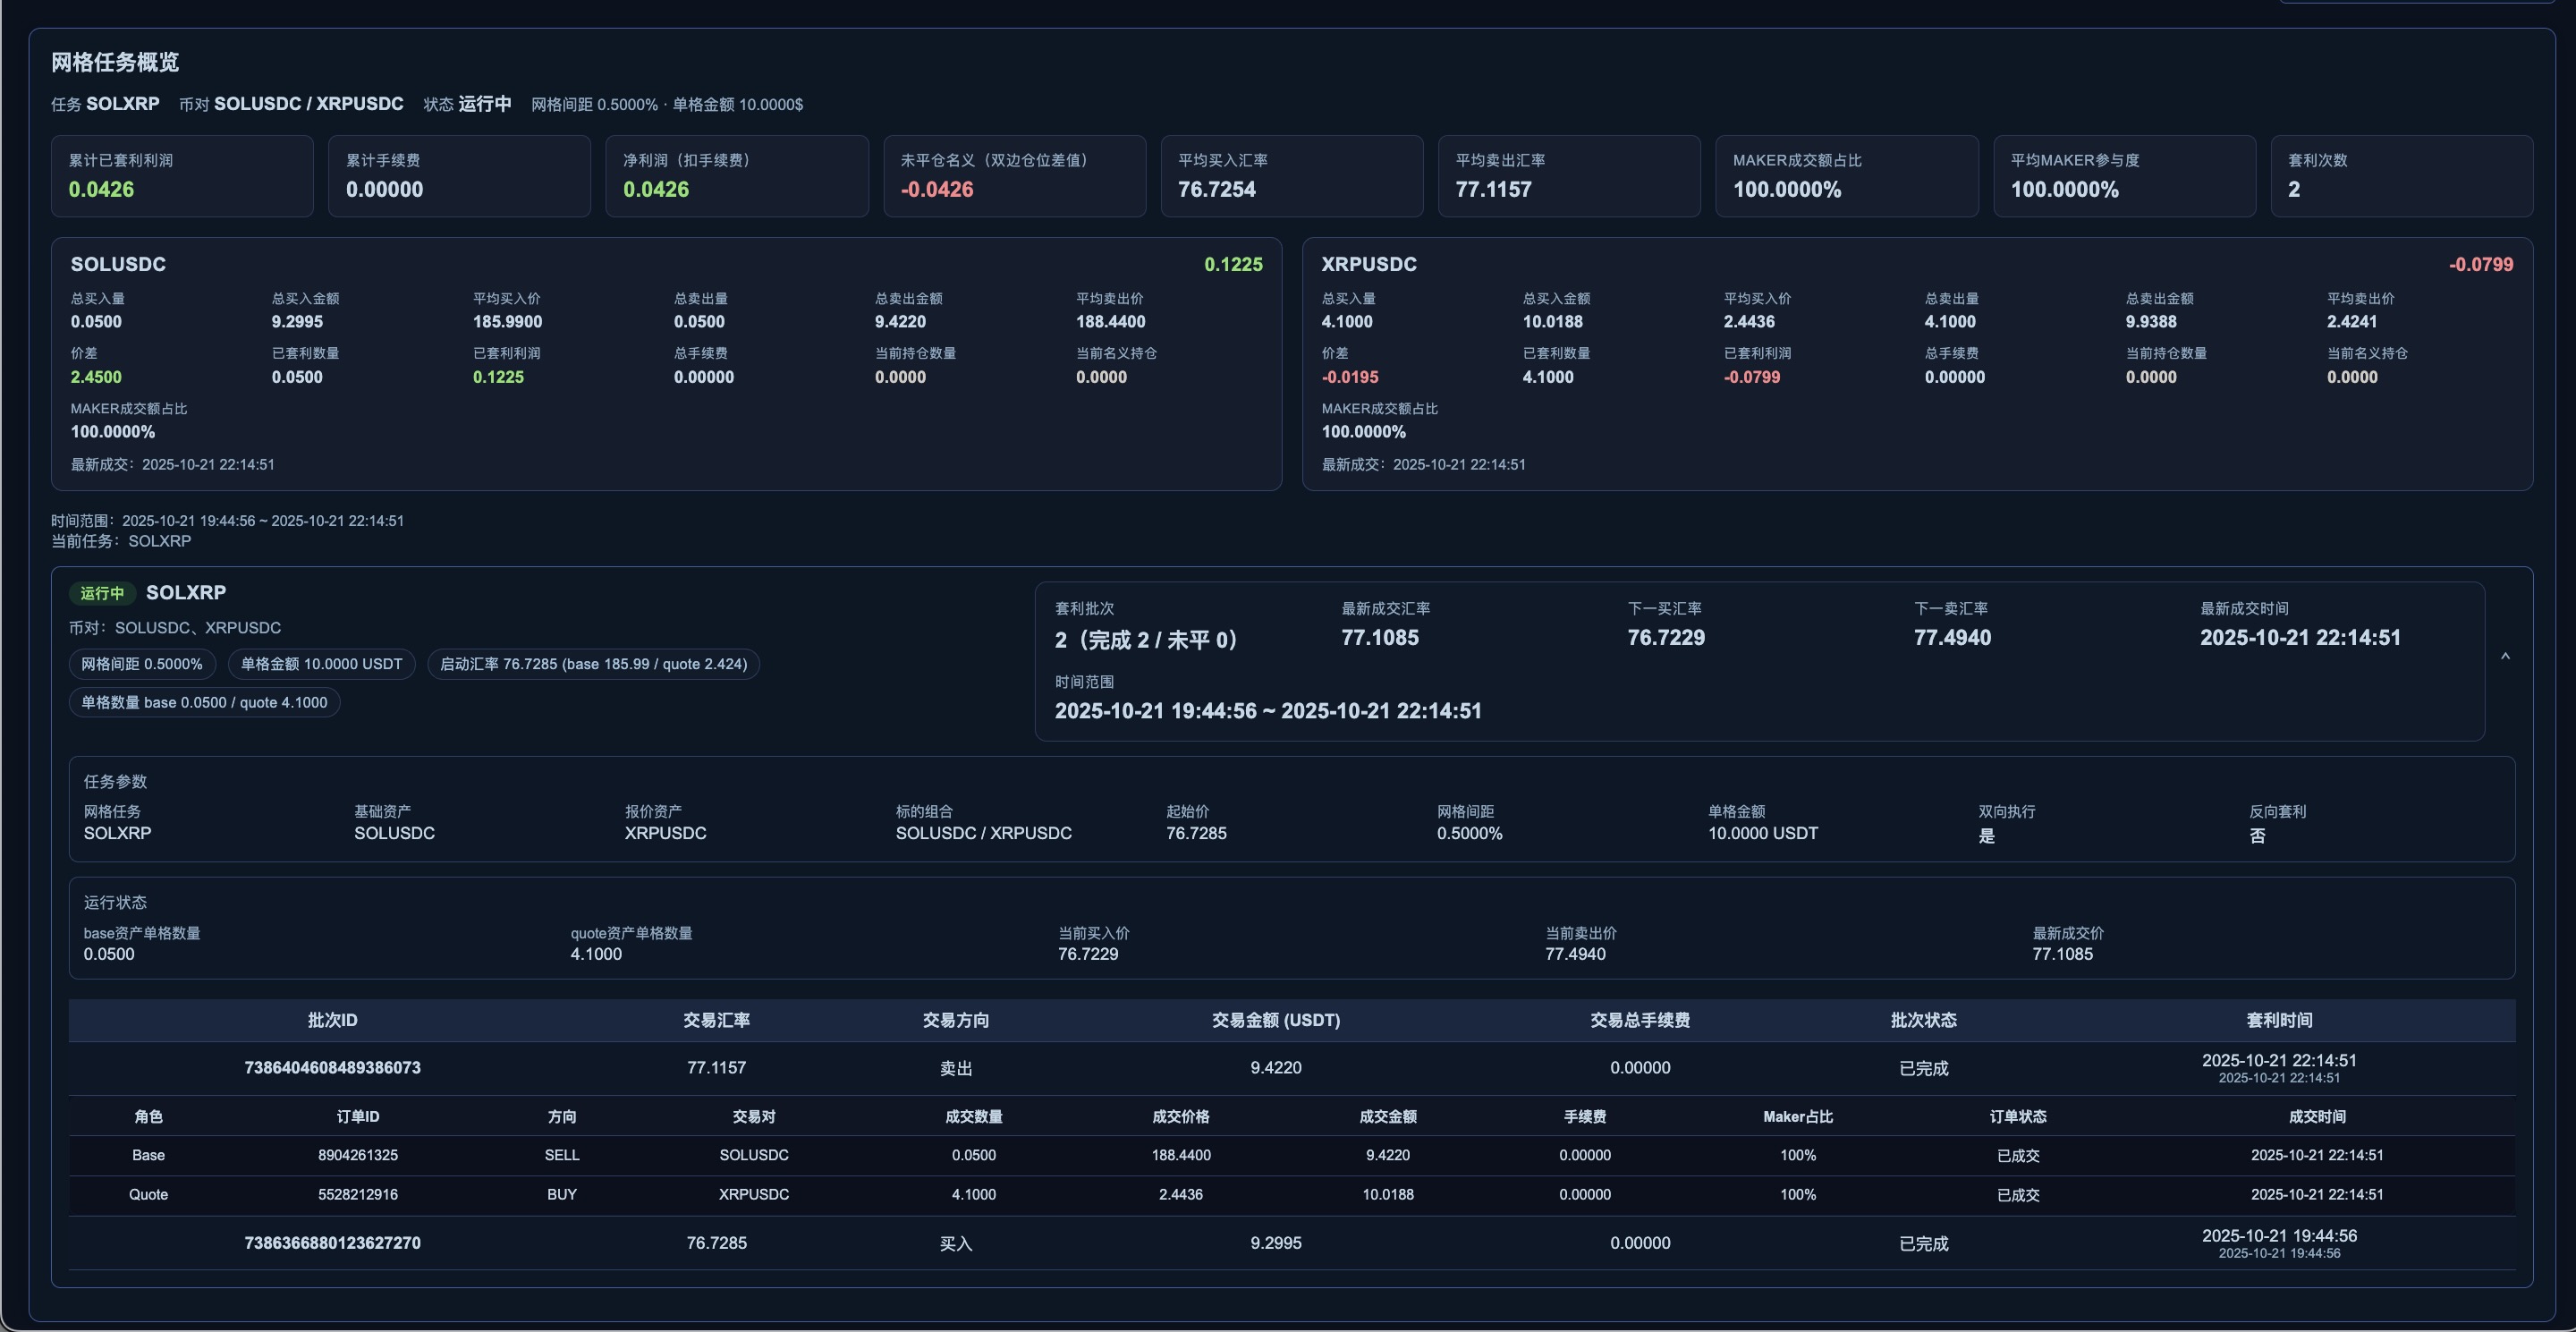 网格任务概览
任务 SOLXRP 币对 SOLUSDC / XRPUSDC 状态 运行中 网格间距 0.5000% · 单格金额 10.0000$
累计已套利利润 累计手续费 净利润（扣手续费） 未平仓名义（双边仓位差值） 平均买入汇率 平均卖出汇率 MAKER成交额占比 平均MAKER参与度 套利次数
0.0426 0.00000 0.0426 -0.0426 76.7254 77.1157 100.0000% 100.0000% 2
SOLUSDC 0.1225
总买入量 总买入金额 平均买入价 总卖出量 总卖出金额 平均卖出价
0.0500 9.2995 185.9900 0.0500 9.4220 188.4400
价差 已套利数量 已套利利润 总手续费 当前持仓数量 当前名义持仓
2.4500 0.0500 0.1225 0.00000 0.0000 0.0000
MAKER成交额占比
100.0000%
最新成交：2025-10-21 22:14:51
XRPUSDC -0.0799
总买入量 总买入金额 平均买入价 总卖出量 总卖出金额 平均卖出价
4.1000 10.0188 2.4436 4.1000 9.9388 2.4241
价差 已套利数量 已套利利润 总手续费 当前持仓数量 当前名义持仓
-0.0195 4.1000 -0.0799 0.00000 0.0000 0.0000
MAKER成交额占比
100.0000%
最新成交：2025-10-21 22:14:51
时间范围：2025-10-21 19:44:56 ~ 2025-10-21 22:14:51
当前任务：SOLXRP
运行中 SOLXRP
币对：SOLUSDC、XRPUSDC
网格间距 0.5000% 单格金额 10.0000 USDT 启动汇率 76.7285 (base 185.99 / quote 2.424)
单格数量 base 0.0500 / quote 4.1000
套利批次 最新成交汇率 下一买汇率 下一卖汇率 最新成交时间
2（完成 2 / 未平 0） 77.1085 76.7229 77.4940 2025-10-21 22:14:51
时间范围
2025-10-21 19:44:56 ~ 2025-10-21 22:14:51
任务参数
网格任务 基础资产 报价资产 标的组合 起始价 网格间距 单格金额 双向执行 反向套利
SOLXRP SOLUSDC XRPUSDC SOLUSDC / XRPUSDC 76.7285 0.5000% 10.0000 USDT 是 否
运行状态
base资产单格数量 quote资产单格数量 当前买入价 当前卖出价 最新成交价
0.0500 4.1000 76.7229 77.4940 77.1085
批次ID 交易汇率 交易方向 交易金额 (USDT) 交易总手续费 批次状态 套利时间
7386404608489386073 77.1157 卖出 9.4220 0.00000 已完成 2025-10-21 22:14:51
2025-10-21 22:14:51
角色 订单ID 方向 交易对 成交数量 成交价格 成交金额 手续费 Maker占比 订单状态 成交时间
Base 8904261325 SELL SOLUSDC 0.0500 188.4400 9.4220 0.00000 100% 已成交 2025-10-21 22:14:51
Quote 5528212916 BUY XRPUSDC 4.1000 2.4436 10.0188 0.00000 100% 已成交 2025-10-21 22:14:51
7386366880123627270 76.7285 买入 9.2995 0.00000 已完成 2025-10-21 19:44:56
2025-10-21 19:44:56